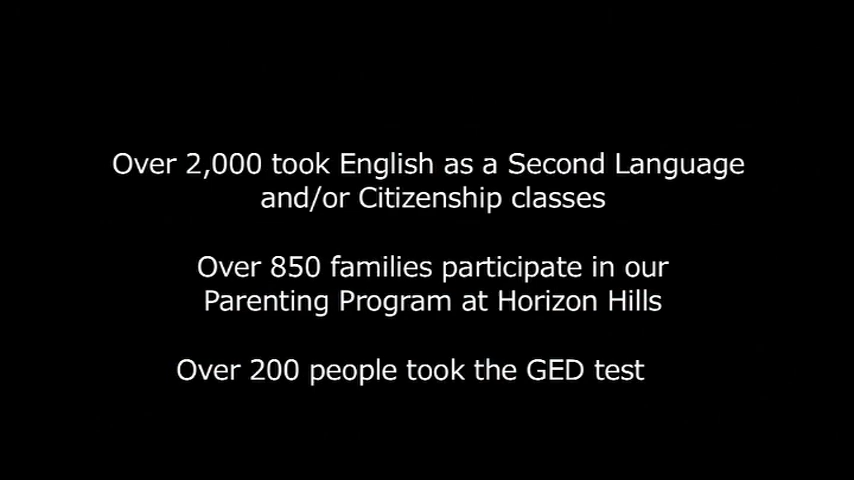 Over 2,000 took English as a Second Language
and/or Citizenship classes
Over 850 families participate in our
Parenting Program at Horizon Hills
Over 200 people took the GED test